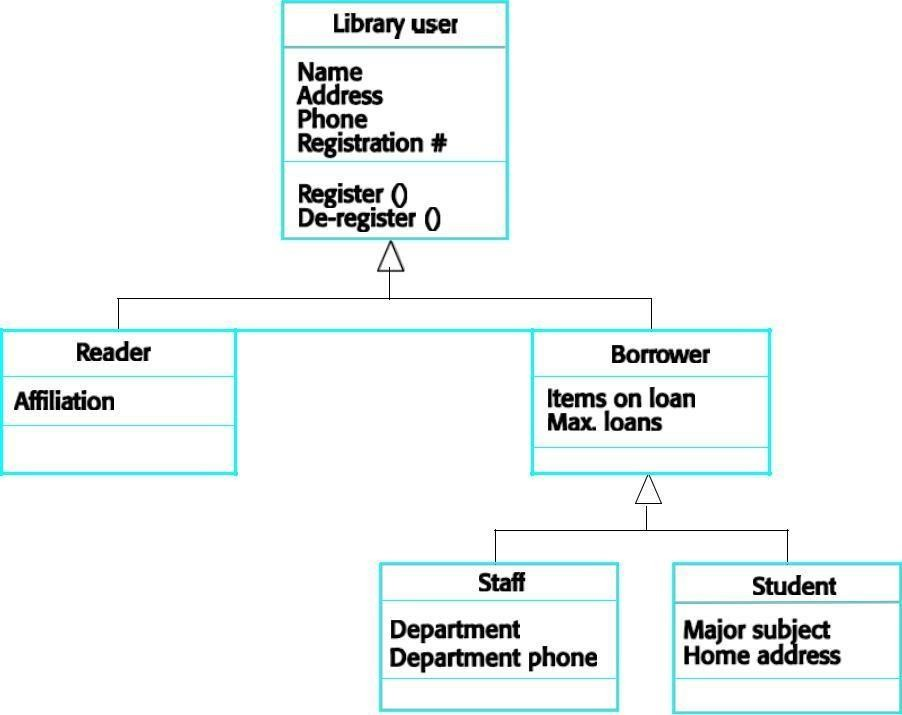 Library user
Name
Address
Phone
Registration #
Register ()
De-register ()
Reader
Affiliation
Borrower
Items on loan
Max. loans
Staff
Department
Department phone
Student
Major subject
Home address